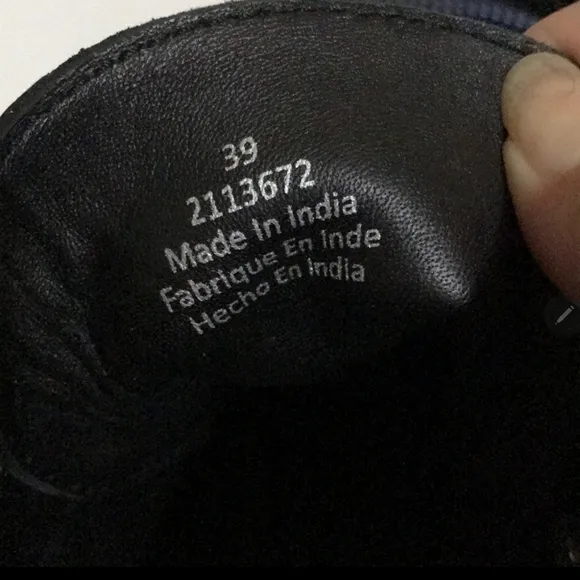 39
2113672
Made In India
Fabrique En Inde
Hecho En India